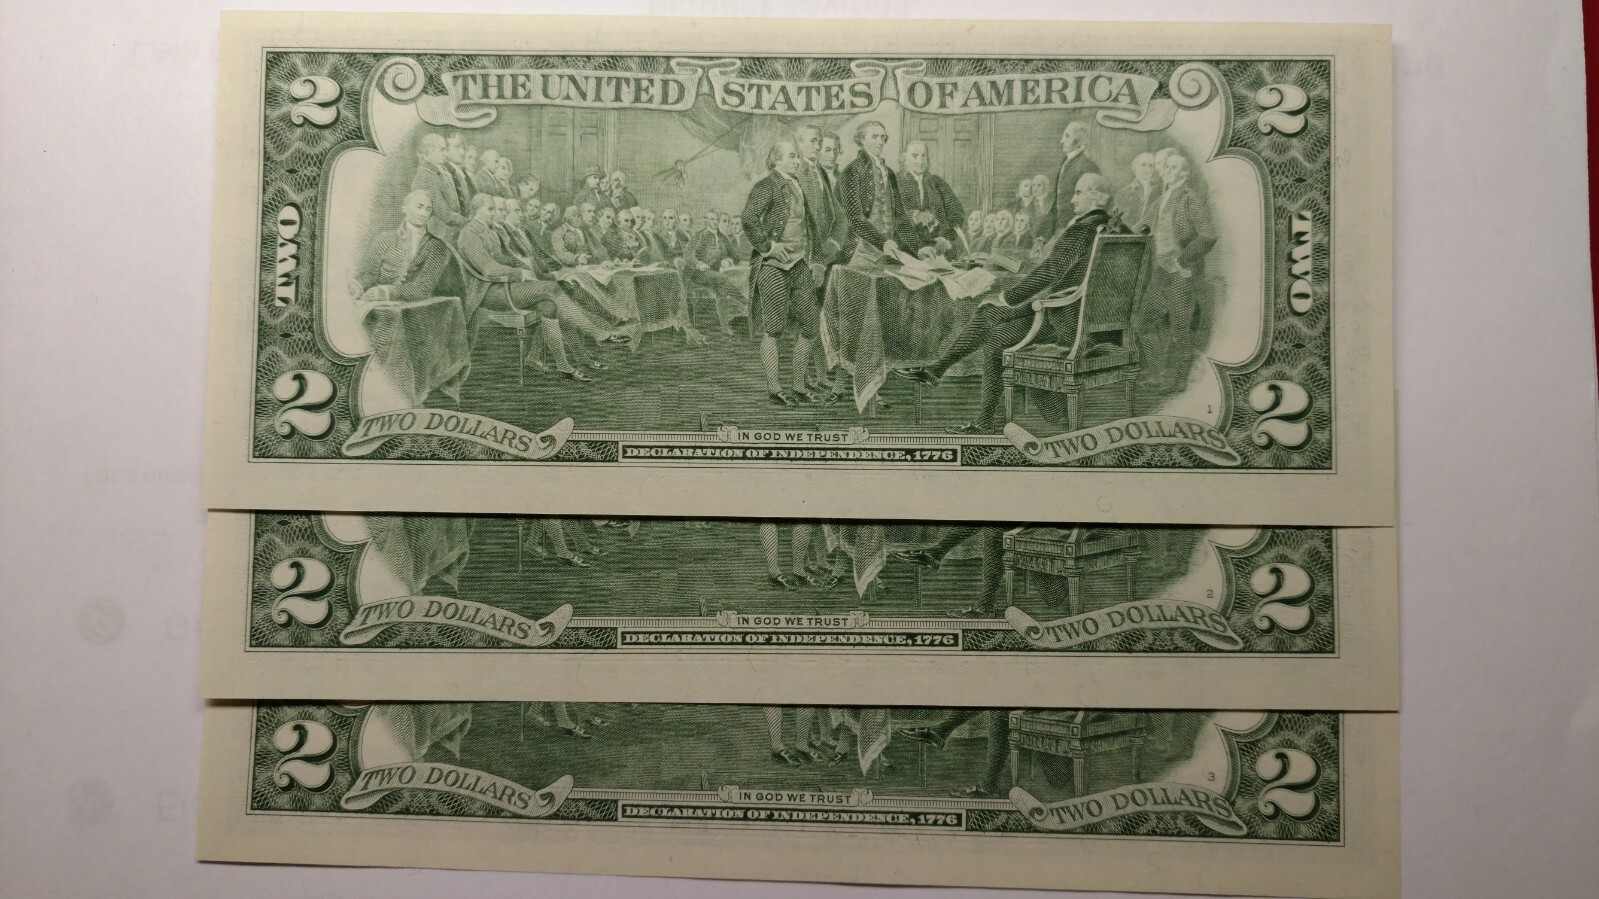 2 THE UNITED STATES OF AMERICA 2
TWO TWO
1
2 TWO DOLLARS IN GOD WE TRUST TWO DOLLARS 2
DECLARATION OF INDEPENDENCE, 1776
2
2 TWO DOLLARS IN GOD WE TRUST TWO DOLLARS 2
DECLARATION OF INDEPENDENCE, 1776
3
2 TWO DOLLARS IN GOD WE TRUST TWO DOLLARS 2
DECLARATION OF INDEPENDENCE, 1776